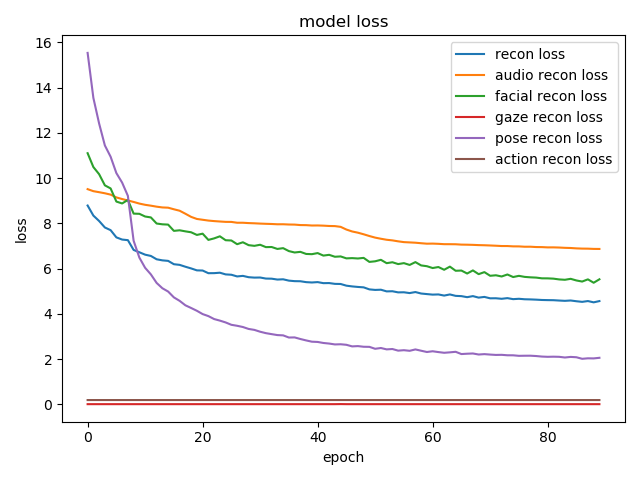 model loss
recon loss
audio recon loss
facial recon loss
gaze recon loss
pose recon loss
action recon loss
loss
16
14
12
10
8
6
4
2
0
0 20 40 60 80
epoch